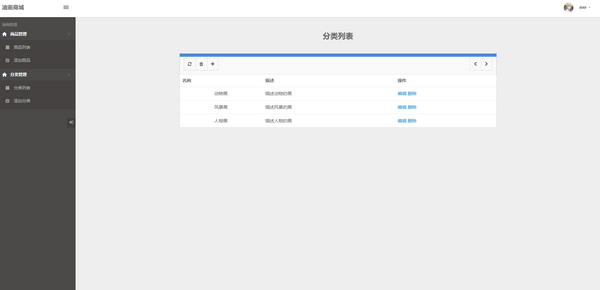 油画商城
商品管理
商品列表
添加商品
分类管理
分类列表
添加分类
分类列表
名称 描述 操作
动物画 描述动物的画 编辑 删除
风景画 描述风景的画 编辑 删除
人物画 描述人物的画 编辑 删除